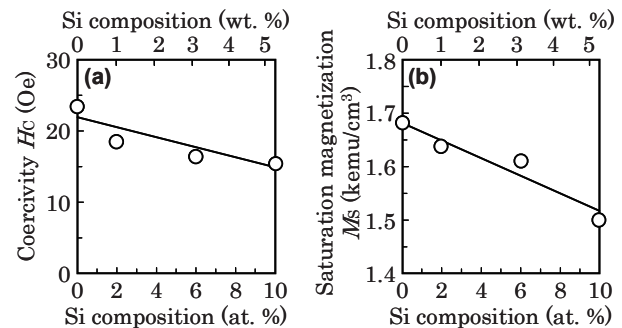 Si composition (wt. %)
0 1 2 3 4 5
30
20
10
0
Coercivity Hc (Oe)
(a)
0 2 4 6 8 10
Si composition (at. %)
Si composition (wt. %)
0 1 2 3 4 5
1.8
1.7
1.6
1.5
1.4
Saturation magnetization
Ms (kemu/cm³)
(b)
0 2 4 6 8 10
Si composition (at. %)